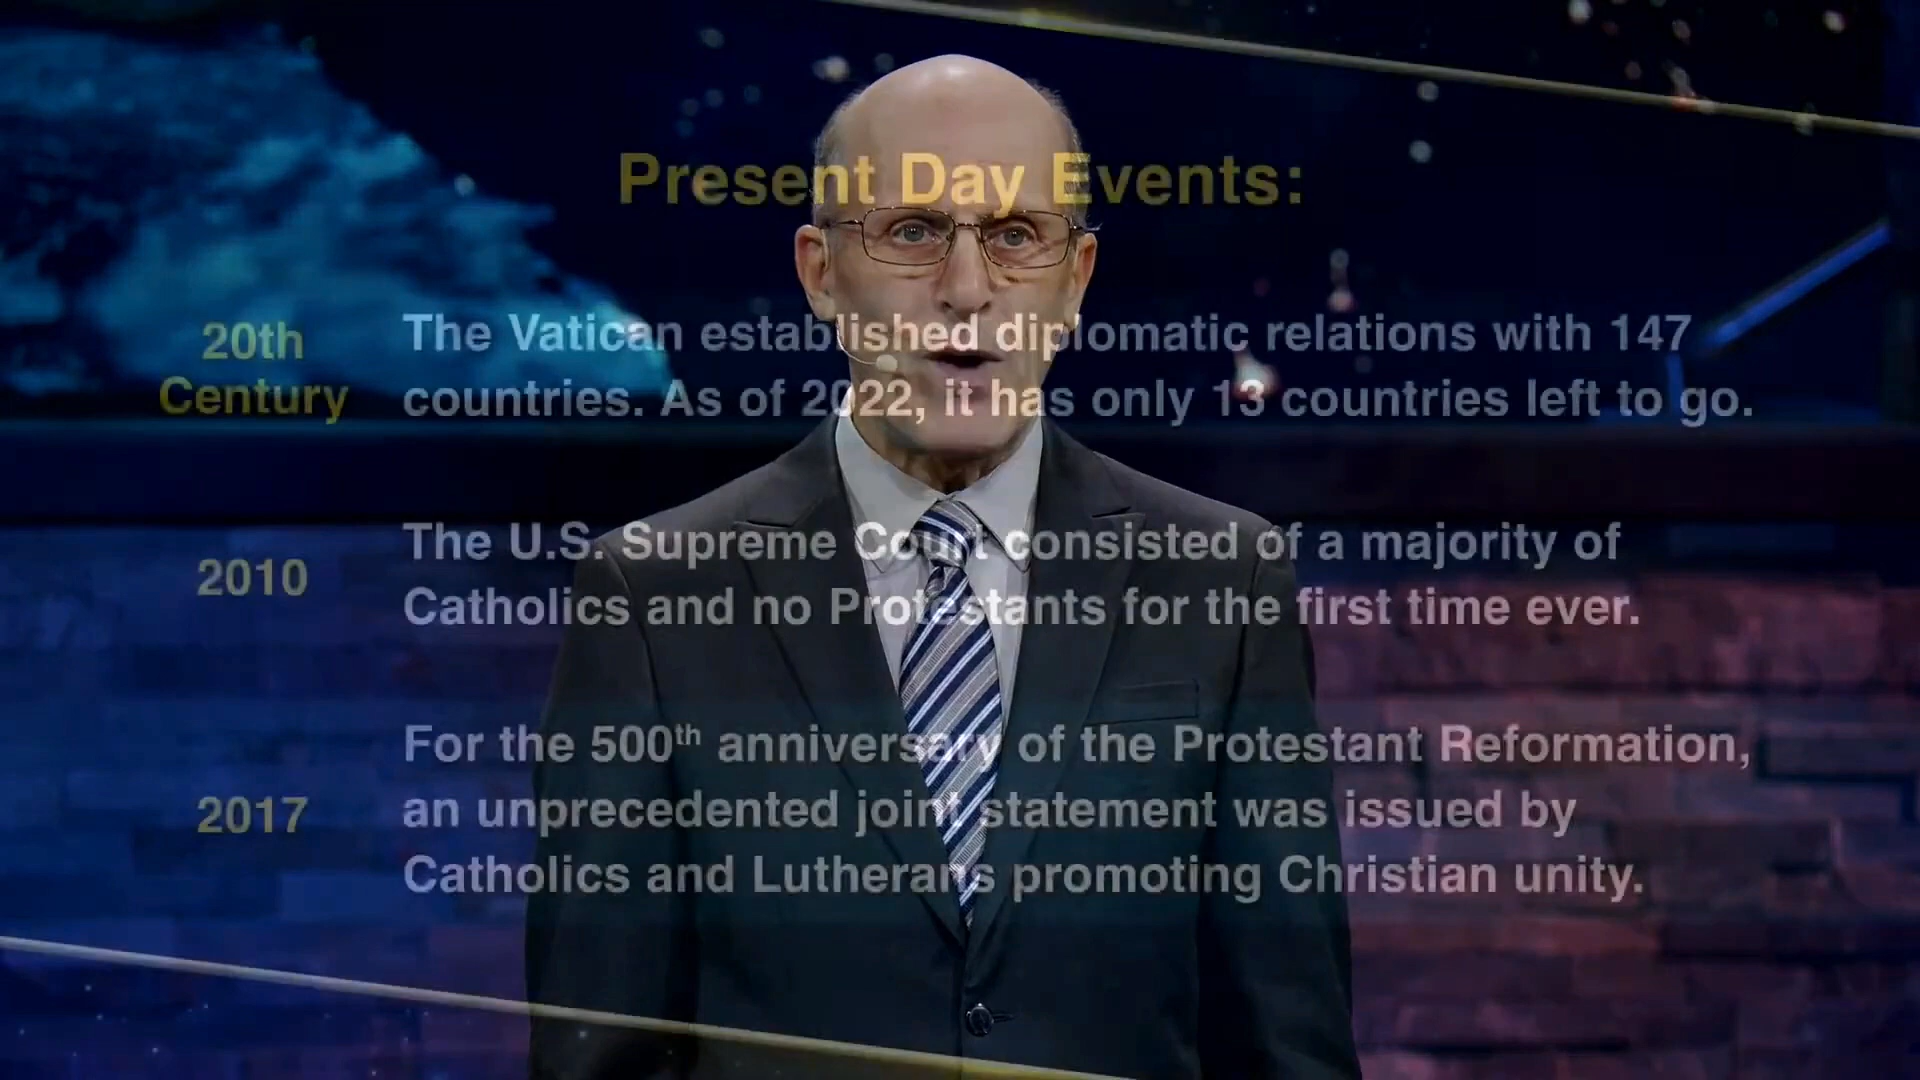 Present Day Events:
20th
Century
The Vatican established diplomatic relations with 147
countries. As of 2022, it has only 13 countries left to go.
2010
The U.S. Supreme Court consisted of a majority of
Catholics and no Protestants for the first time ever.
2017
For the 500th anniversary of the Protestant Reformation,
an unprecedented joint statement was issued by
Catholics and Lutherans promoting Christian unity.